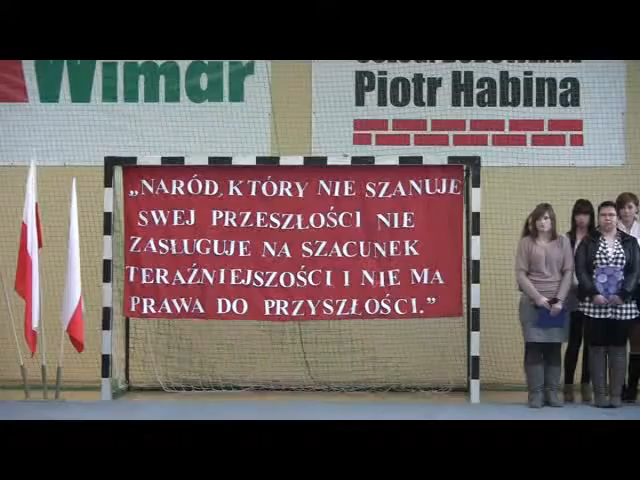 Wimar
Piotr Habina
„NARÓD, KTÓRY NIE SZANUJE
SWEJ PRZESZŁOŚCI NIE
ZASŁUGUJE NA SZACUNEK
TERAŹNIEJSZOŚCI I NIE MA
PRAWA DO PRZYSZŁOŚCI.”